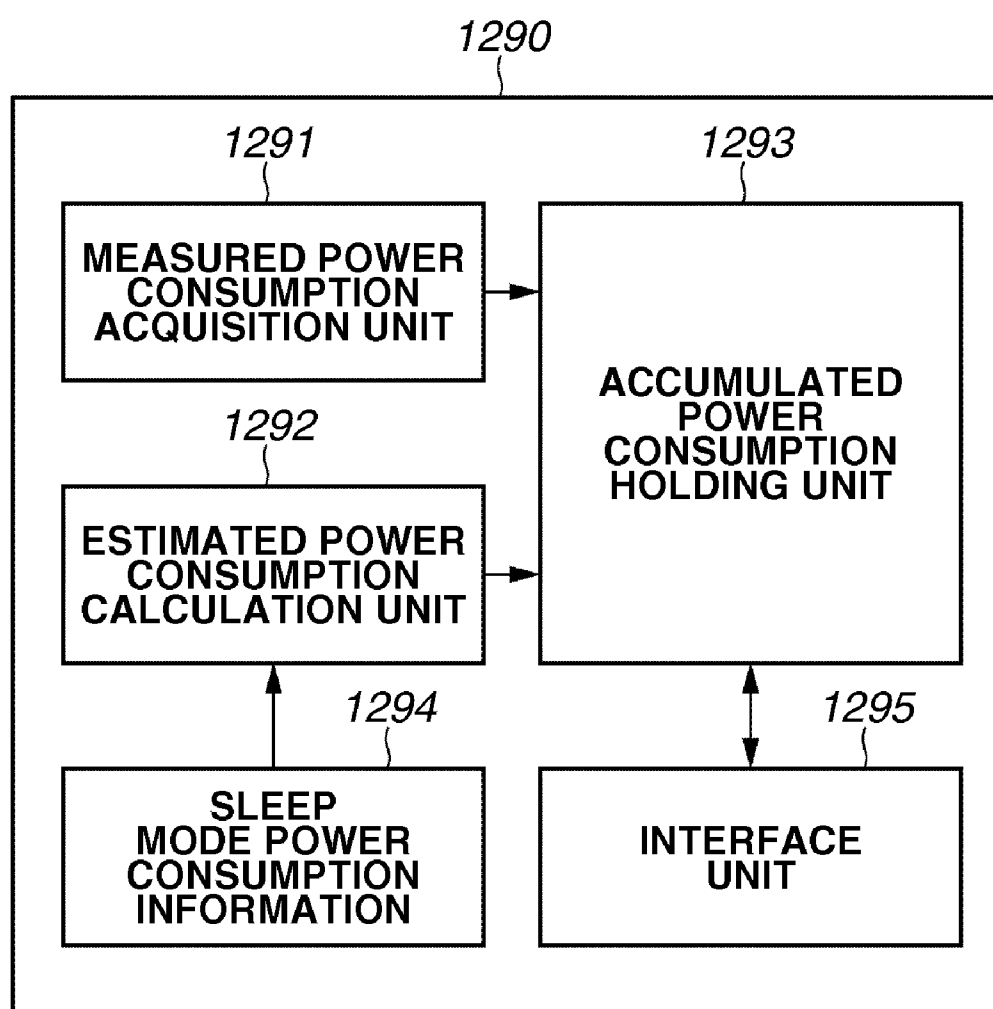 1290
1291
MEASURED POWER
CONSUMPTION
ACQUISITION UNIT
1293
ACCUMULATED
POWER
CONSUMPTION
HOLDING UNIT
1292
ESTIMATED POWER
CONSUMPTION
CALCULATION UNIT
1294
SLEEP
MODE POWER
CONSUMPTION
INFORMATION
1295
INTERFACE
UNIT